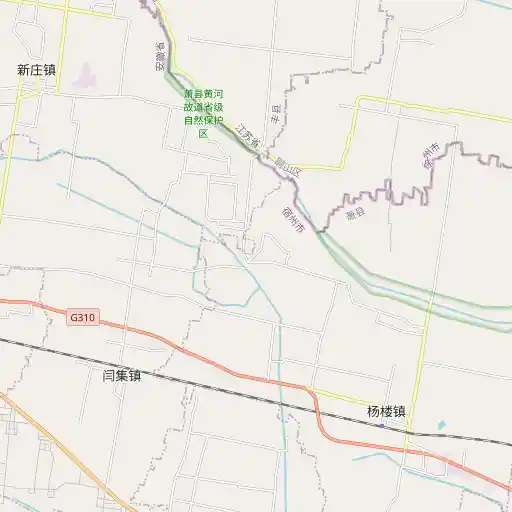 安徽省
新庄镇
萧县黄河
故道省级
自然保护
区
丰县
江苏省
砀山区
徐州市
萧县
宿州市
G310
闫集镇
杨楼镇